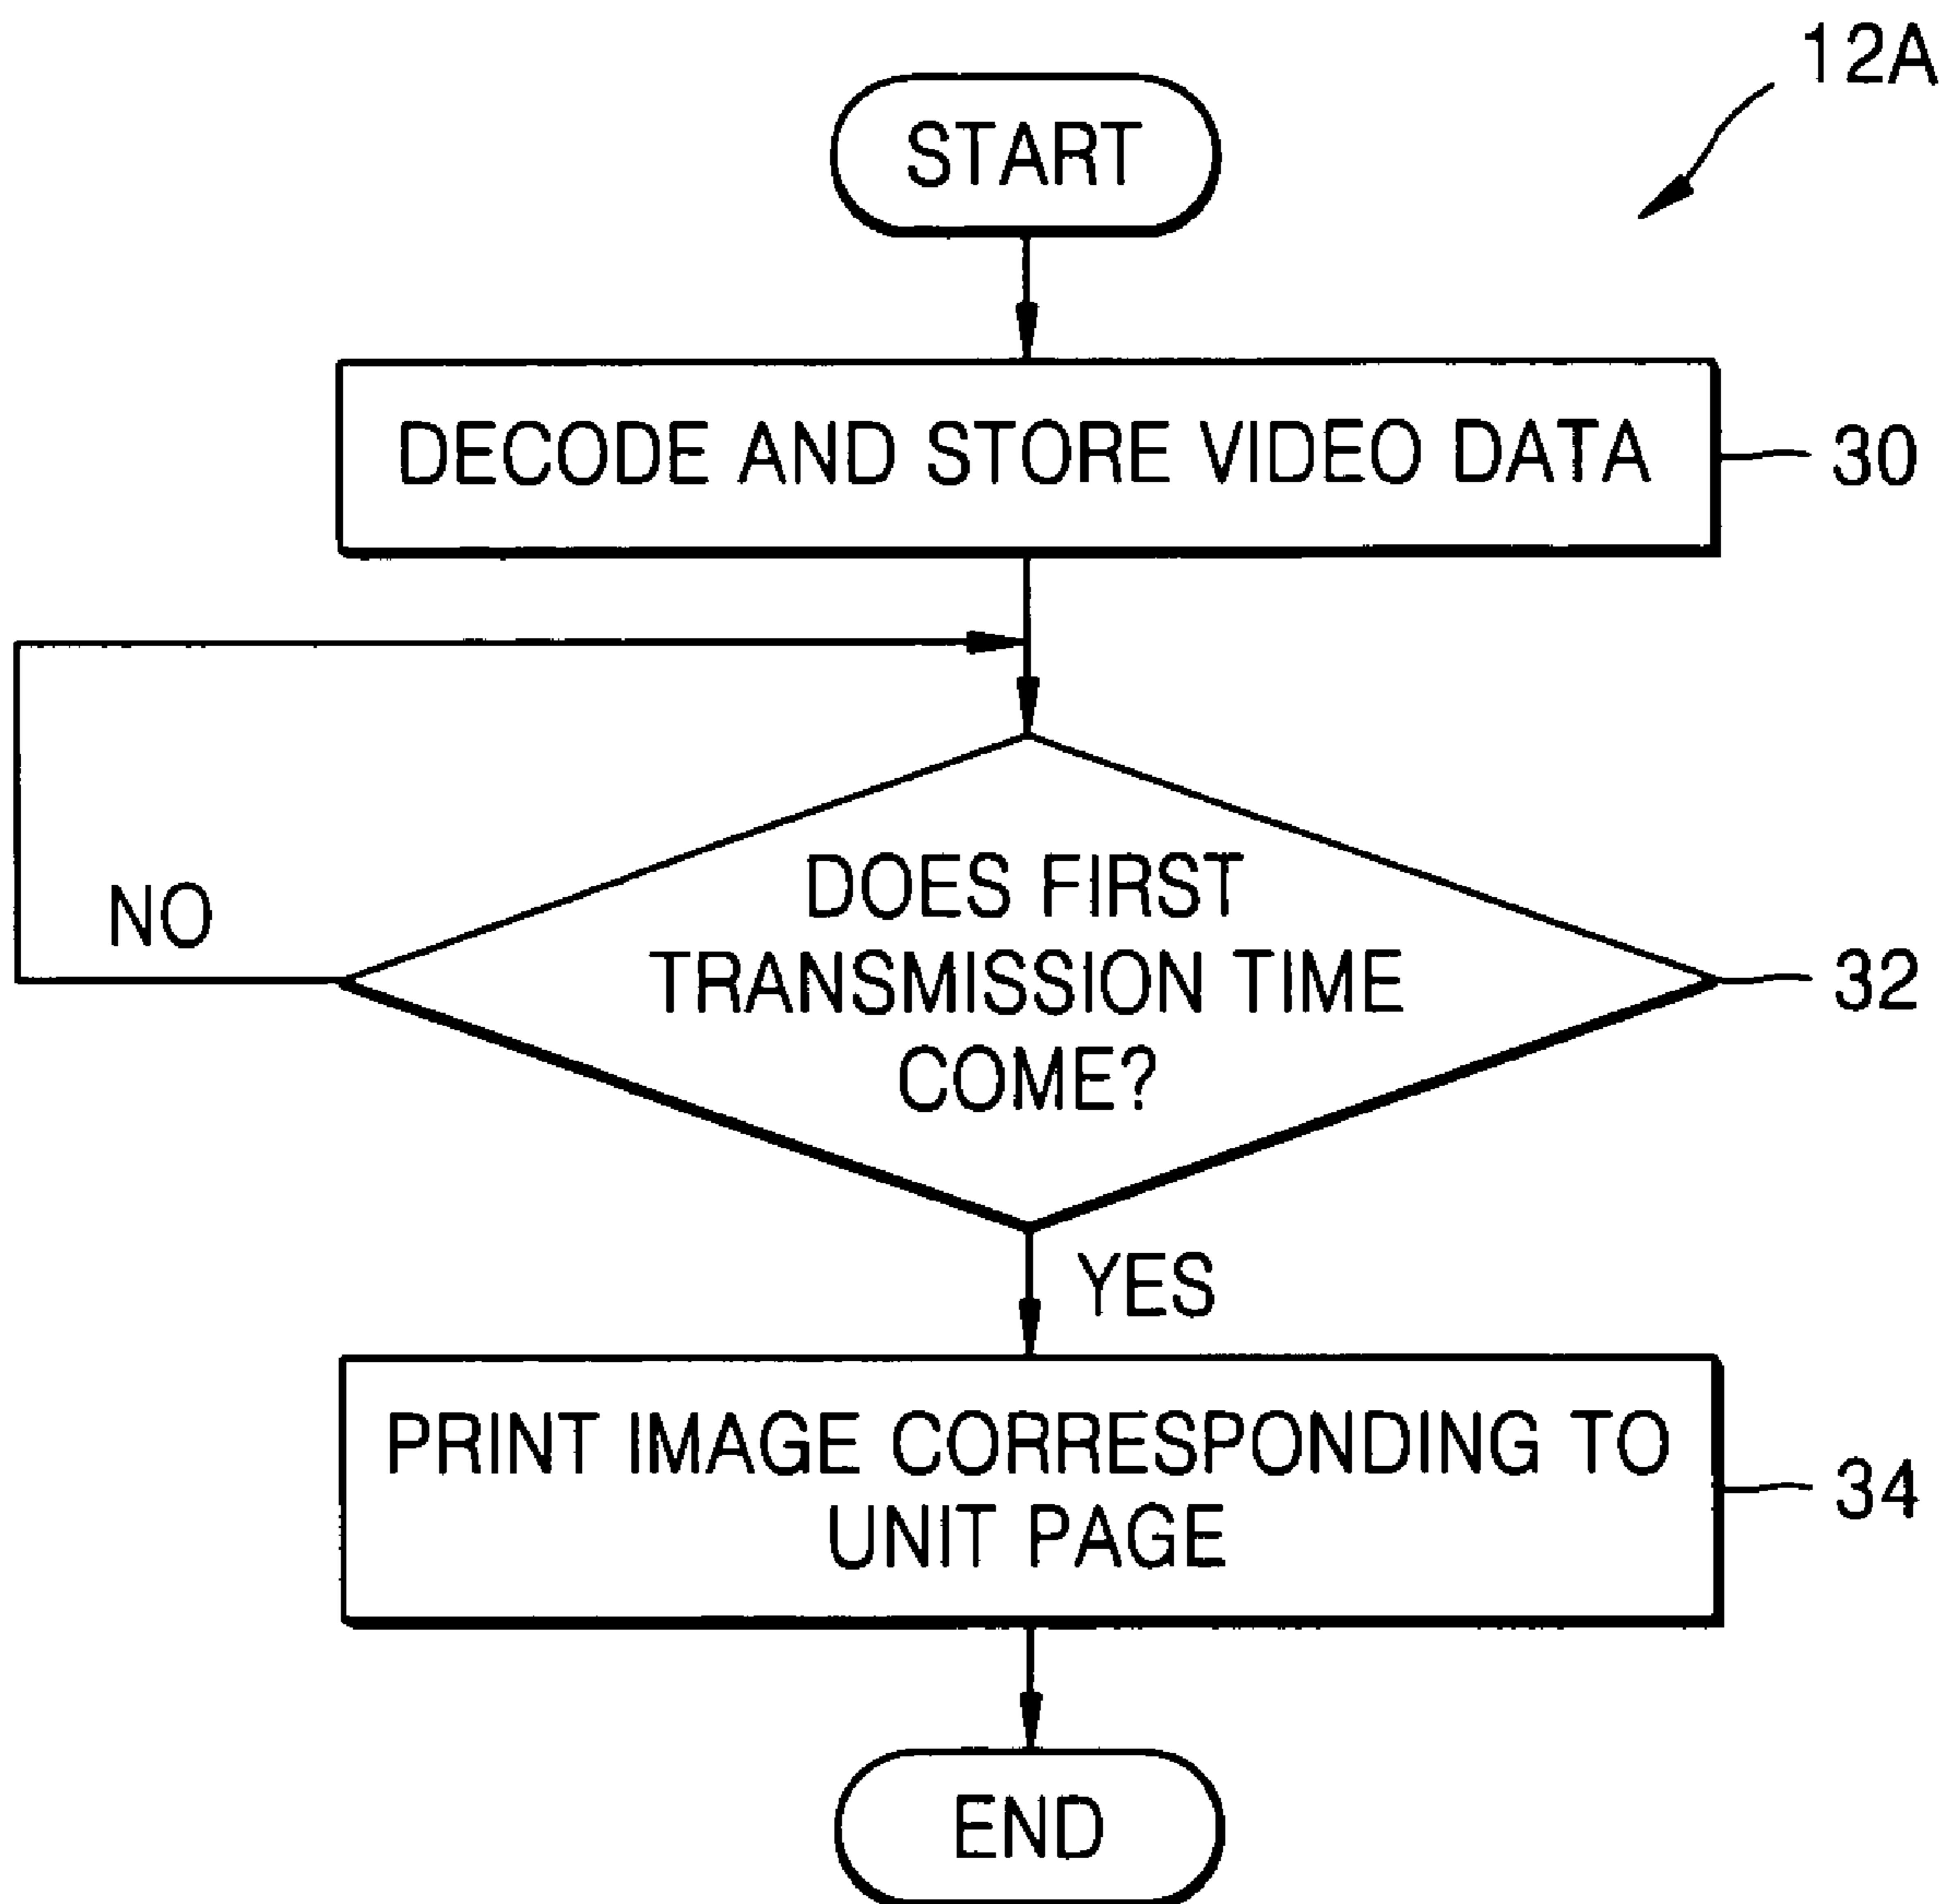 12A
START
DECODE AND STORE VIDEO DATA
30
DOES FIRST
TRANSMISSION TIME
COME?
NO
32
YES
PRINT IMAGE CORRESPONDING TO
UNIT PAGE
34
END